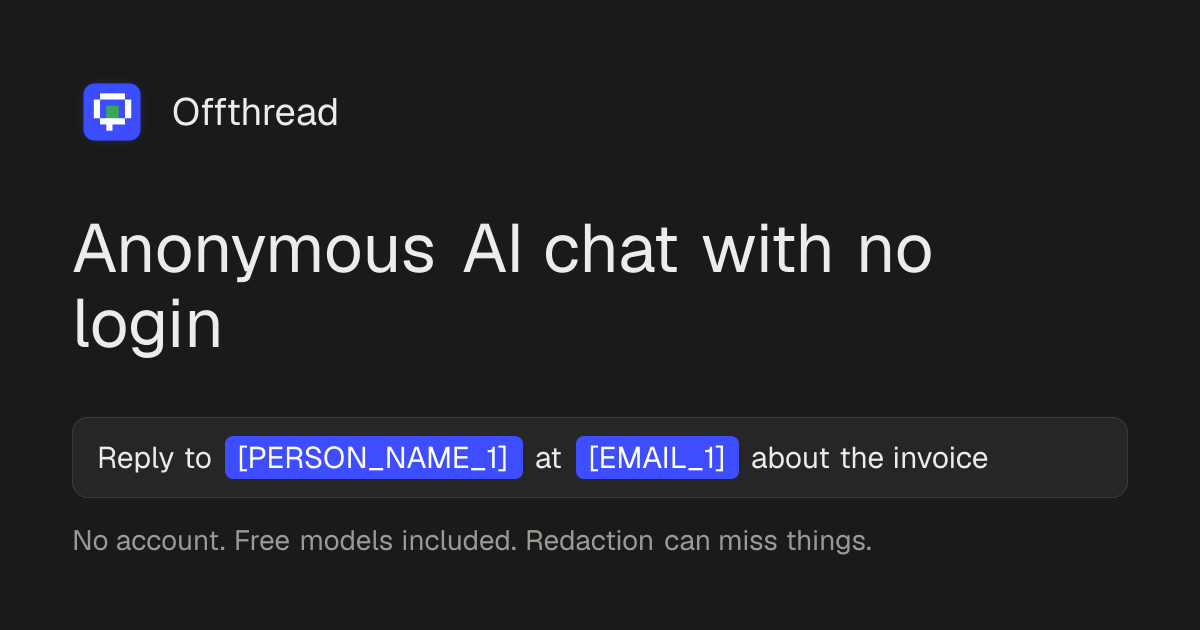 Offthread
Anonymous AI chat with no
login
Reply to [PERSON_NAME_1] at [EMAIL_1] about the invoice
No account. Free models included. Redaction can miss things.